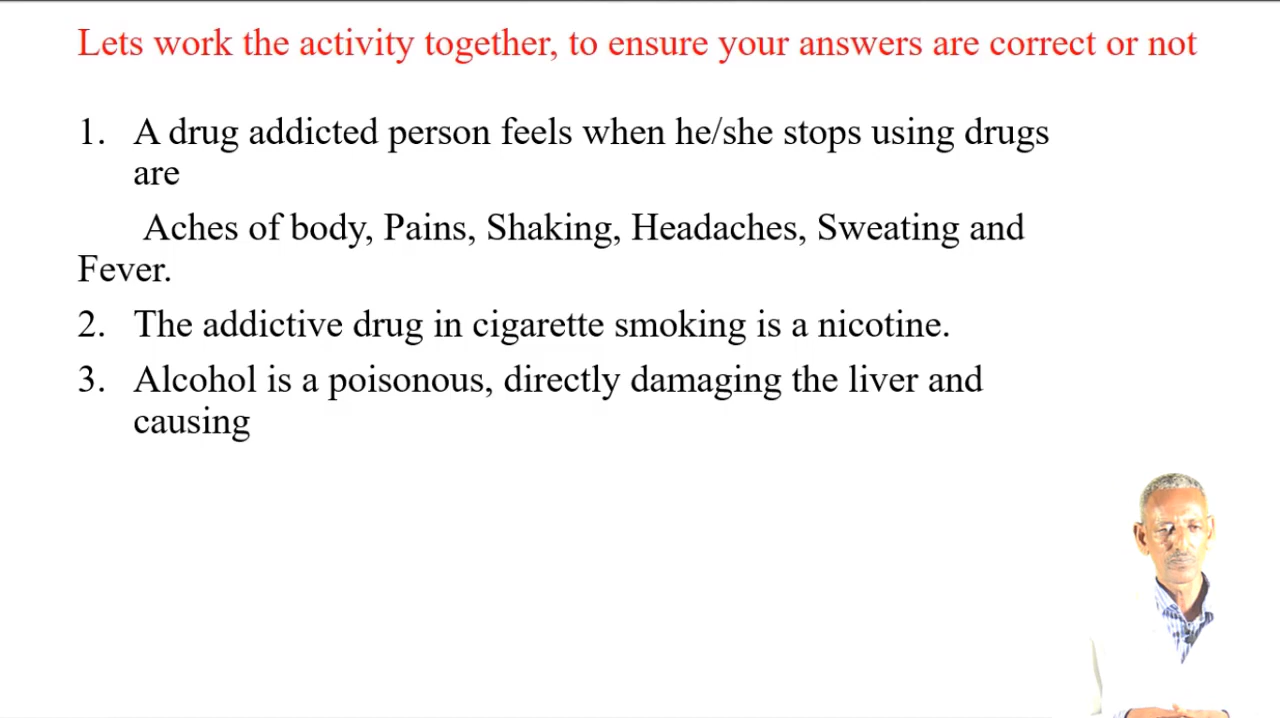 Lets work the activity together, to ensure your answers are correct or not
1. A drug addicted person feels when he/she stops using drugs
are
Aches of body, Pains, Shaking, Headaches, Sweating and
Fever.
2. The addictive drug in cigarette smoking is a nicotine.
3. Alcohol is a poisonous, directly damaging the liver and
causing